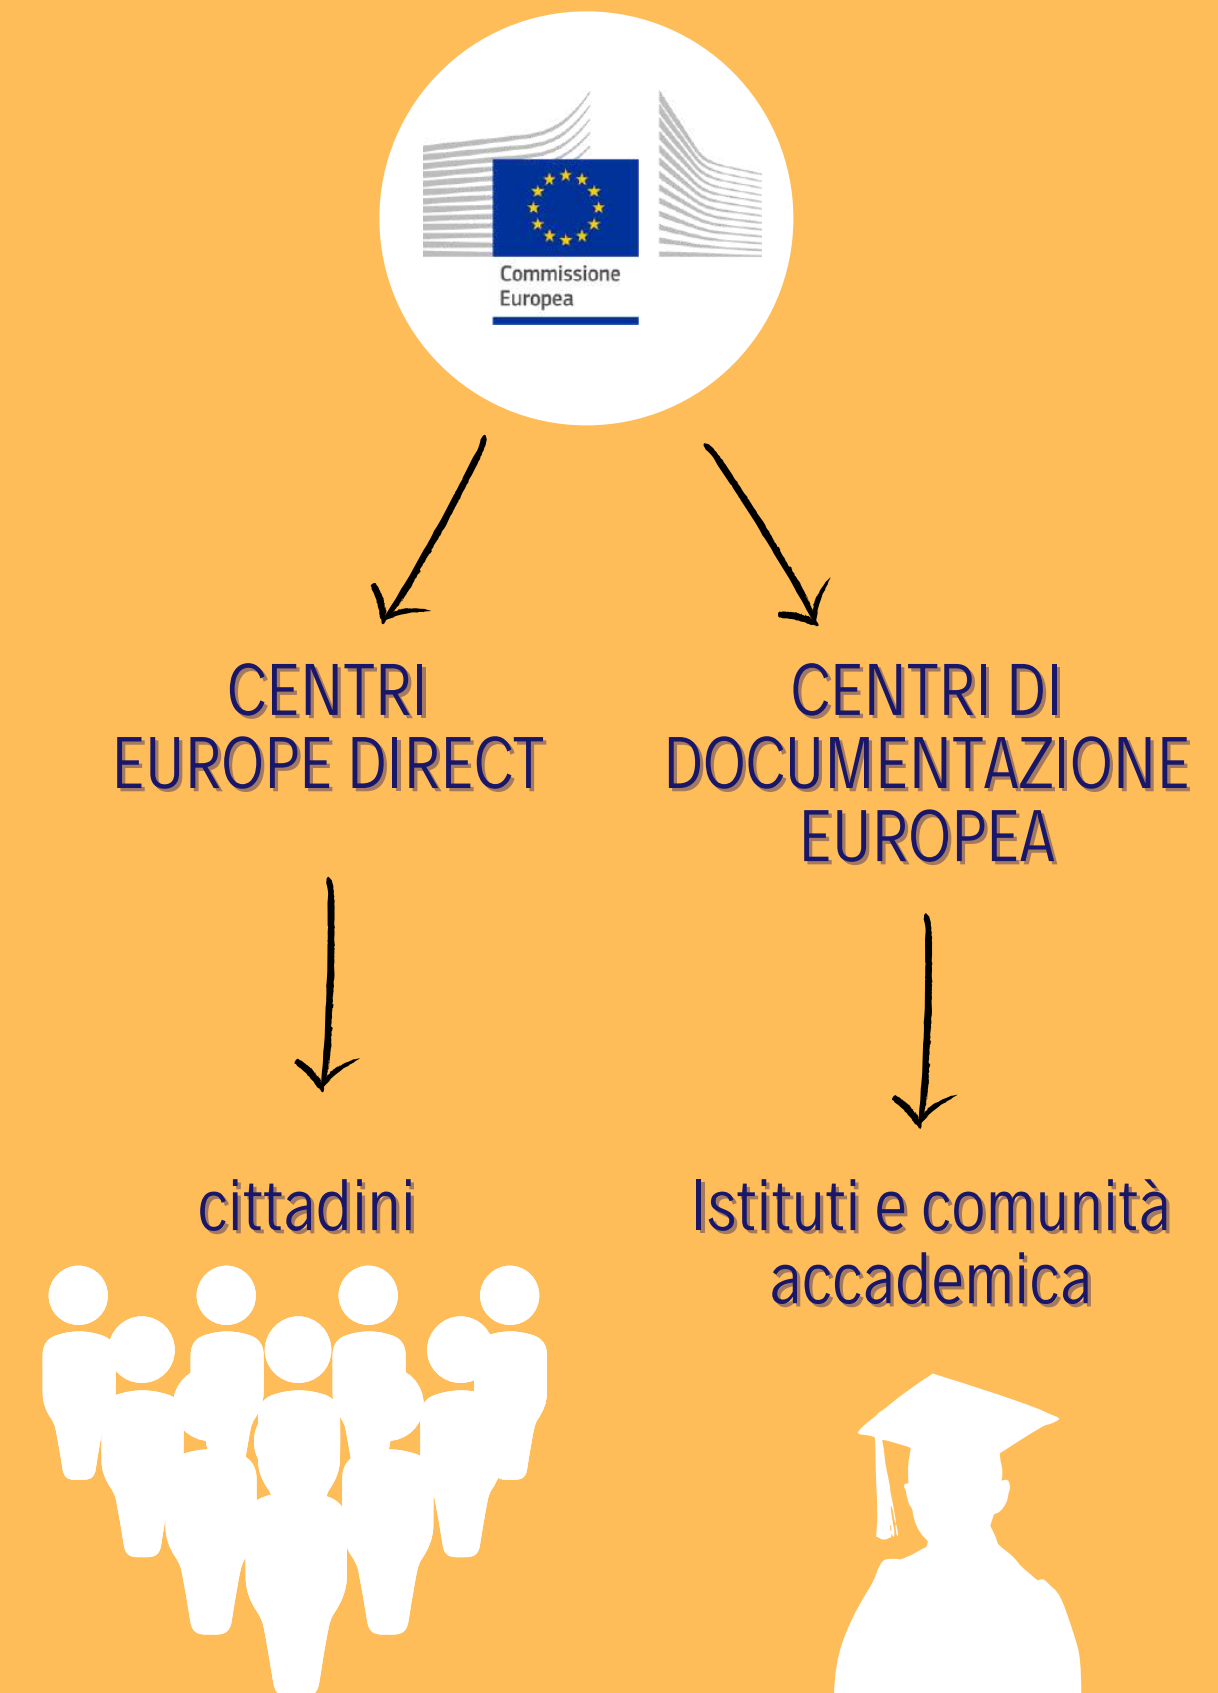 Commissione
Europea
CENTRI
EUROPE DIRECT
CENTRI DI
DOCUMENTAZIONE
EUROPEA
cittadini
Istituti e comunità
accademica